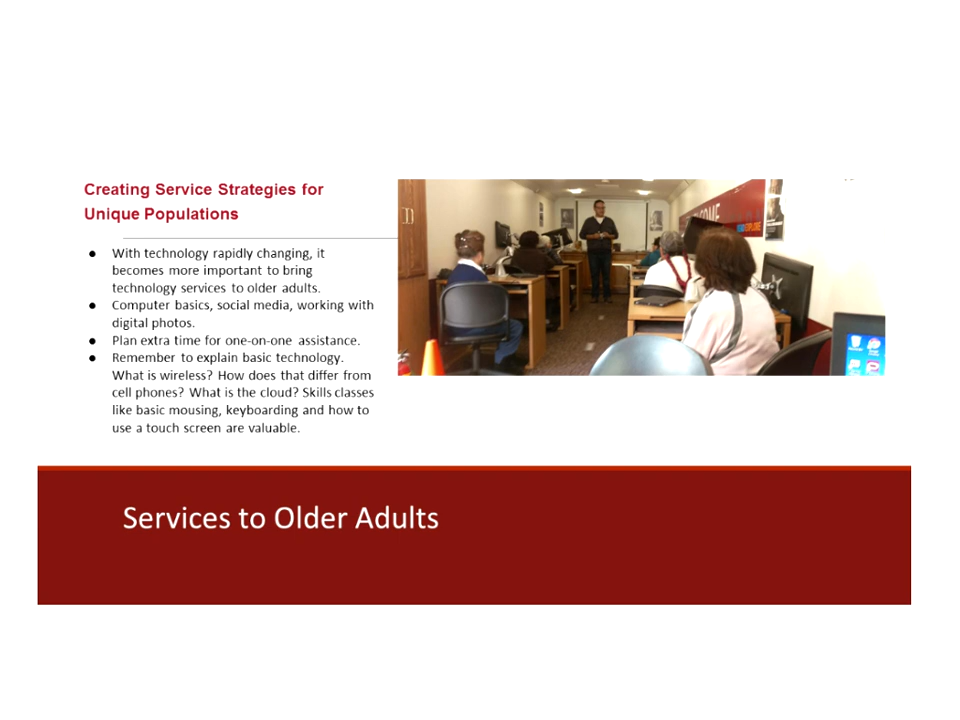 Creating Service Strategies for
Unique Populations
● With technology rapidly changing, it
becomes more important to bring
technology services to older adults.
● Computer basics, social media, working with
digital photos.
● Plan extra time for one-on-one assistance.
● Remember to explain basic technology.
What is wireless? How does that differ from
cell phones? What is the cloud? Skills classes
like basic mousing, keyboarding and how to
use a touch screen are valuable.
EXPLORE
Services to Older Adults